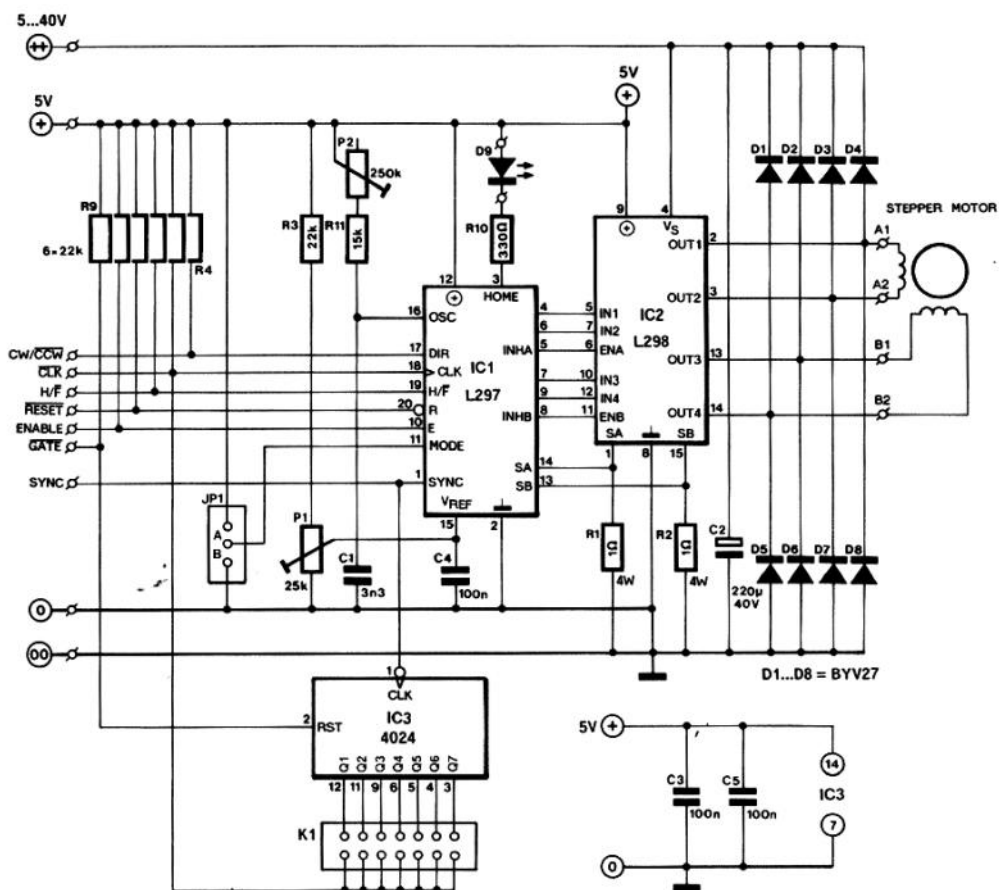 5...40V
++
5V
+
5V
+
P2
250k
D9
D1
D2
D3
D4
R9
6=22k
R4
R3
22k
R11
15k
R10
330Ω
STEPPER MOTOR
9
4
+
VS
OUT1
2
A1
12
3
+
HOME
16
OSC
4
5
IN1
IC2
L298
OUT2
3
A2
6
7
IN2
CW/C̅C̅W̅
17
DIR
IC1
L297
INHA
5
6
ENA
OUT3
13
B1
C̅L̅K̅
18
CLK
H/F̅
19
H/F̅
7
10
IN3
R̅E̅S̅E̅T̅
20
R
9
12
IN4
ENABLE
10
E
INHB
8
11
ENB
OUT4
14
B2
G̅A̅T̅E̅
11
MODE
SA
SB
1
8
15
SYNC
1
SYNC
SA
14
SB
13
VREF
15
2
JP1
A
B
P1
25k
C1
3n3
C4
100n
R1
1Ω
4W
R2
1Ω
4W
C2
220µ
40V
D5
D6
D7
D8
0
00
D1...D8 = BYV27
1
CLK
2
RST
IC3
4024
Q1
Q2
Q3
Q4
Q5
Q6
Q7
12
11
9
6
5
4
3
K1
5V
+
C3
100n
C5
100n
14
IC3
7
0